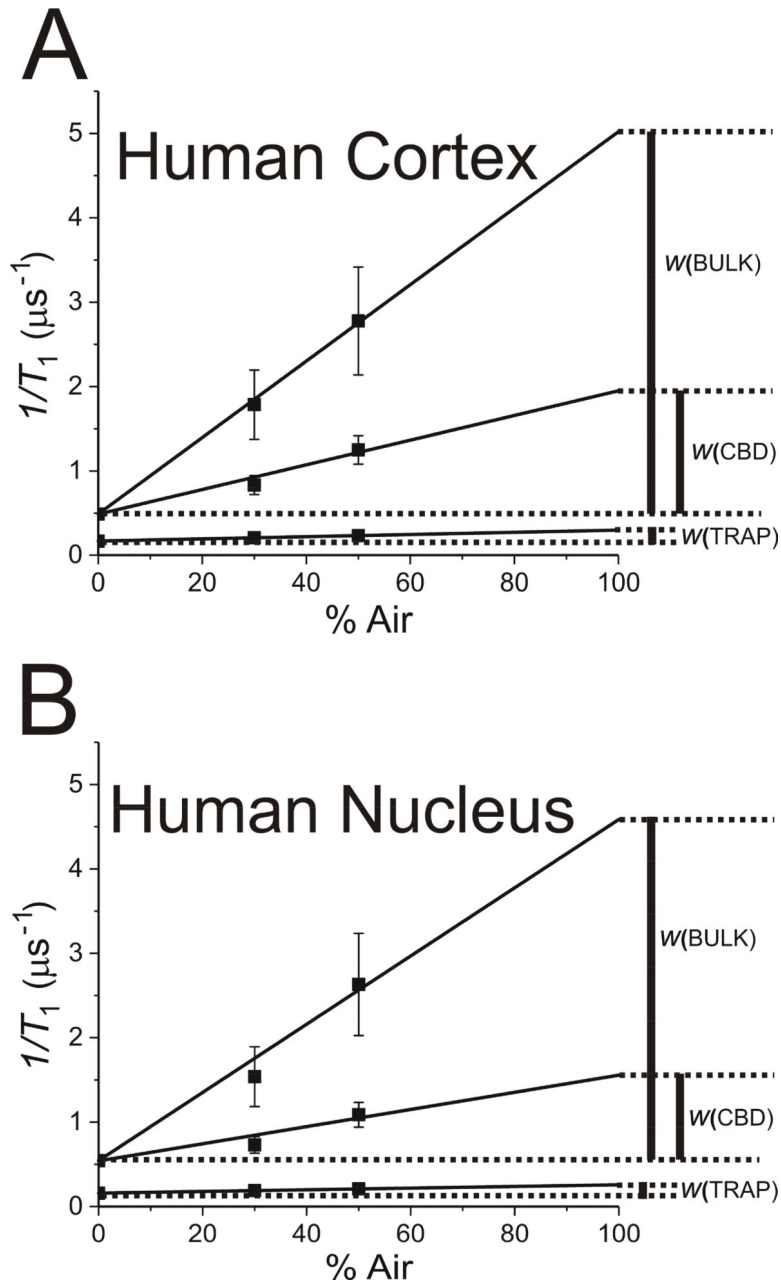 A
Human Cortex
5
4
3
2
1
0
1/T₁ (μs⁻¹)
W(BULK)
W(CBD)
W(TRAP)
0 20 40 60 80 100
% Air
B
Human Nucleus
5
4
3
2
1
0
1/T₁ (μs⁻¹)
W(BULK)
W(CBD)
W(TRAP)
0 20 40 60 80 100
% Air